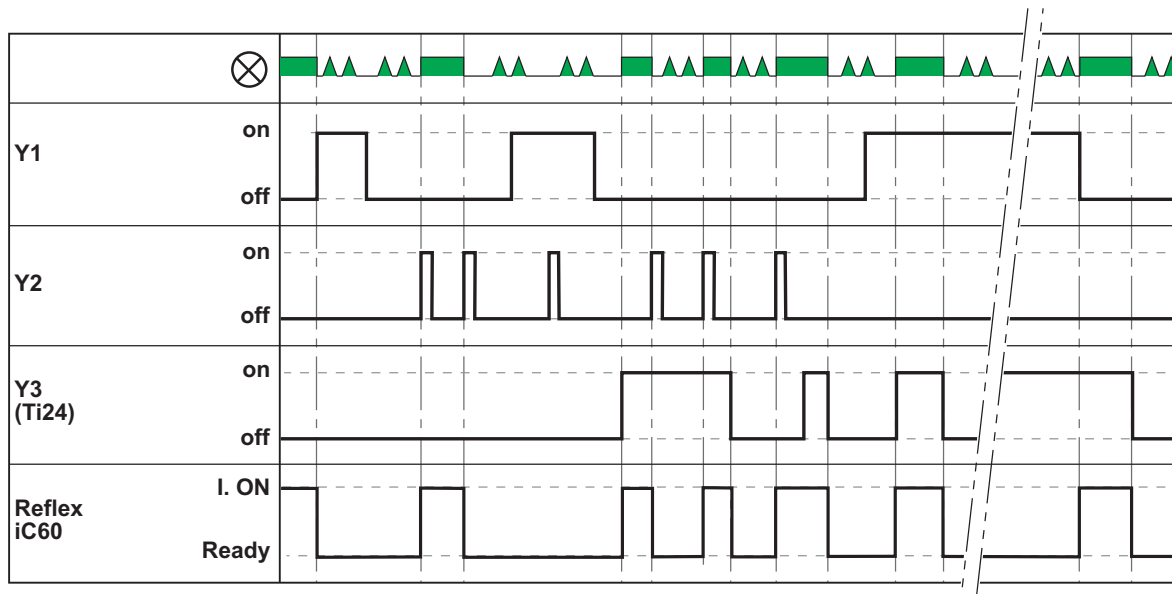 Y1
on
off
Y2
on
off
Y3
(Ti24)
on
off
Reflex
iC60
I. ON
Ready